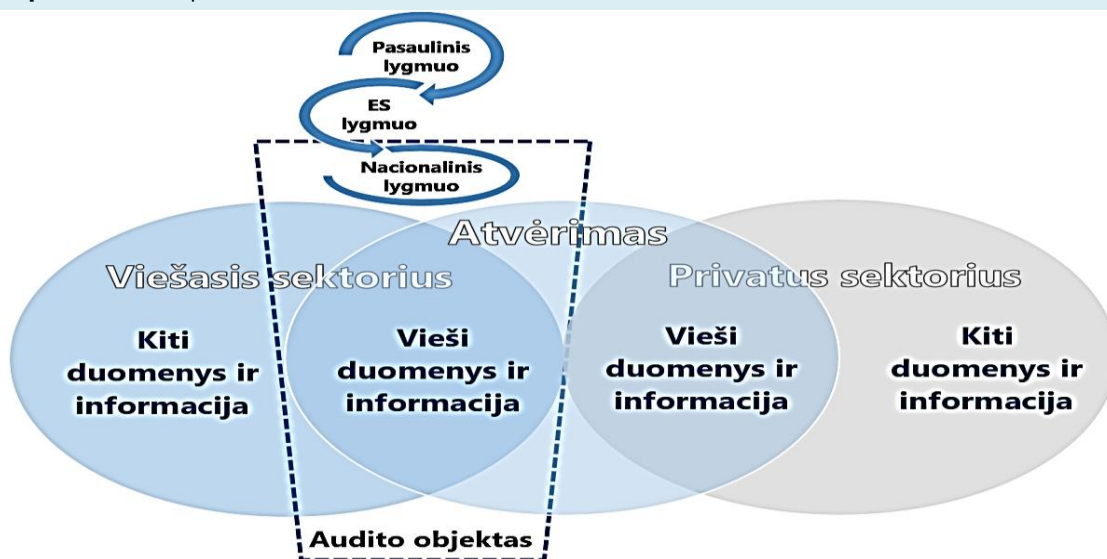 Pasaulinis
lygmuo
ES
lygmuo
Nacionalinis
lygmuo
Atvėrimas
Viešasis sektorius
Privatus sektorius
Kiti
duomenys ir
informacija
Vieši
duomenys ir
informacija
Vieši
duomenys ir
informacija
Kiti
duomenys ir
informacija
Audito objektas